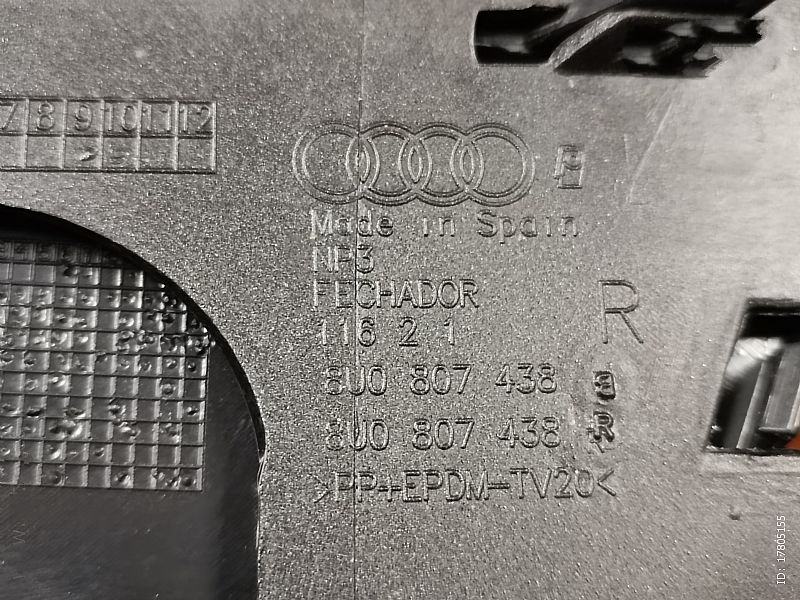 7 8 9 10 11 12
Made in Spain
NP3
FECHADOR
116 2 1
R
8U0 807 438
8U0 807 438
>PP+EPDM-TV20<
ID: 17805155